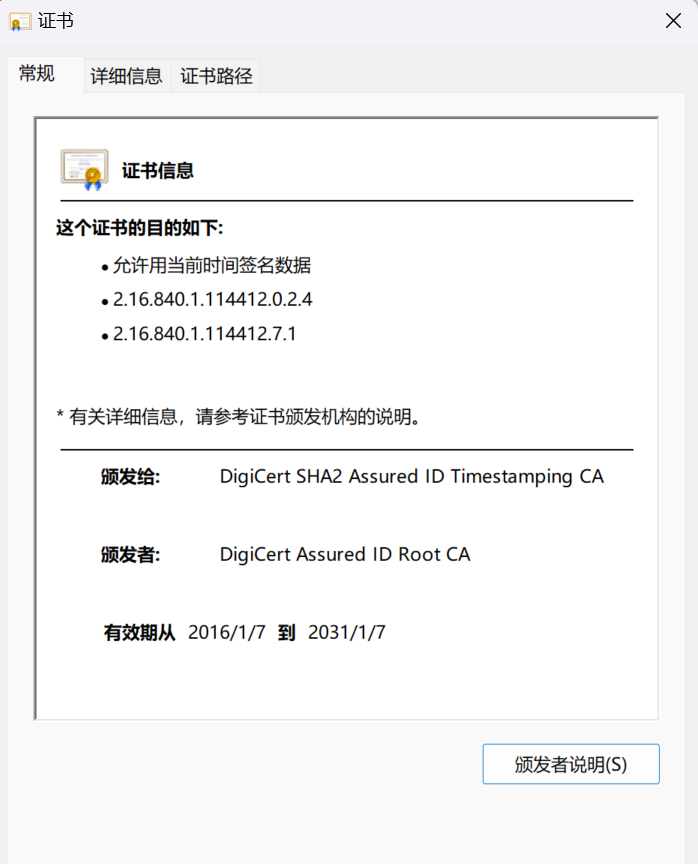 证书
常规 详细信息 证书路径
证书信息
这个证书的目的如下:
• 允许用当前时间签名数据
• 2.16.840.1.114412.0.2.4
• 2.16.840.1.114412.7.1
* 有关详细信息，请参考证书颁发机构的说明。
颁发给: DigiCert SHA2 Assured ID Timestamping CA
颁发者: DigiCert Assured ID Root CA
有效期从 2016/1/7 到 2031/1/7
颁发者说明(S)